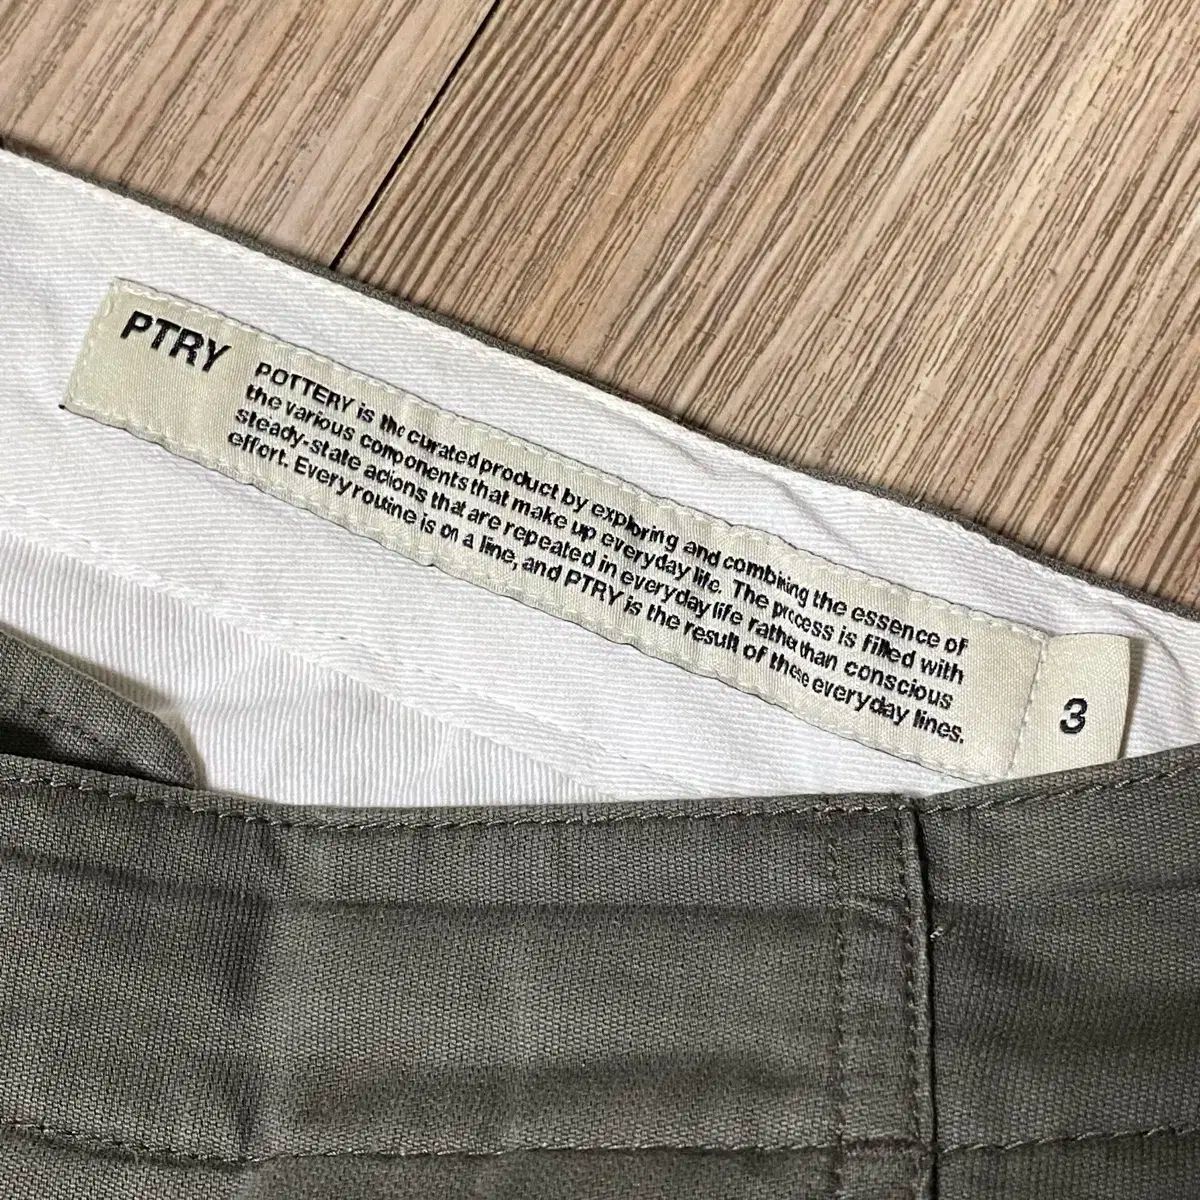 PTRY
POTTERY is the curated product by exploring and combining the essence of
the various components that make up everyday life. The process is filled with
steady-state actions that are repeated in everyday life rather than conscious
effort. Every routine is on a line, and PTRY is the result of these everyday lines.
3